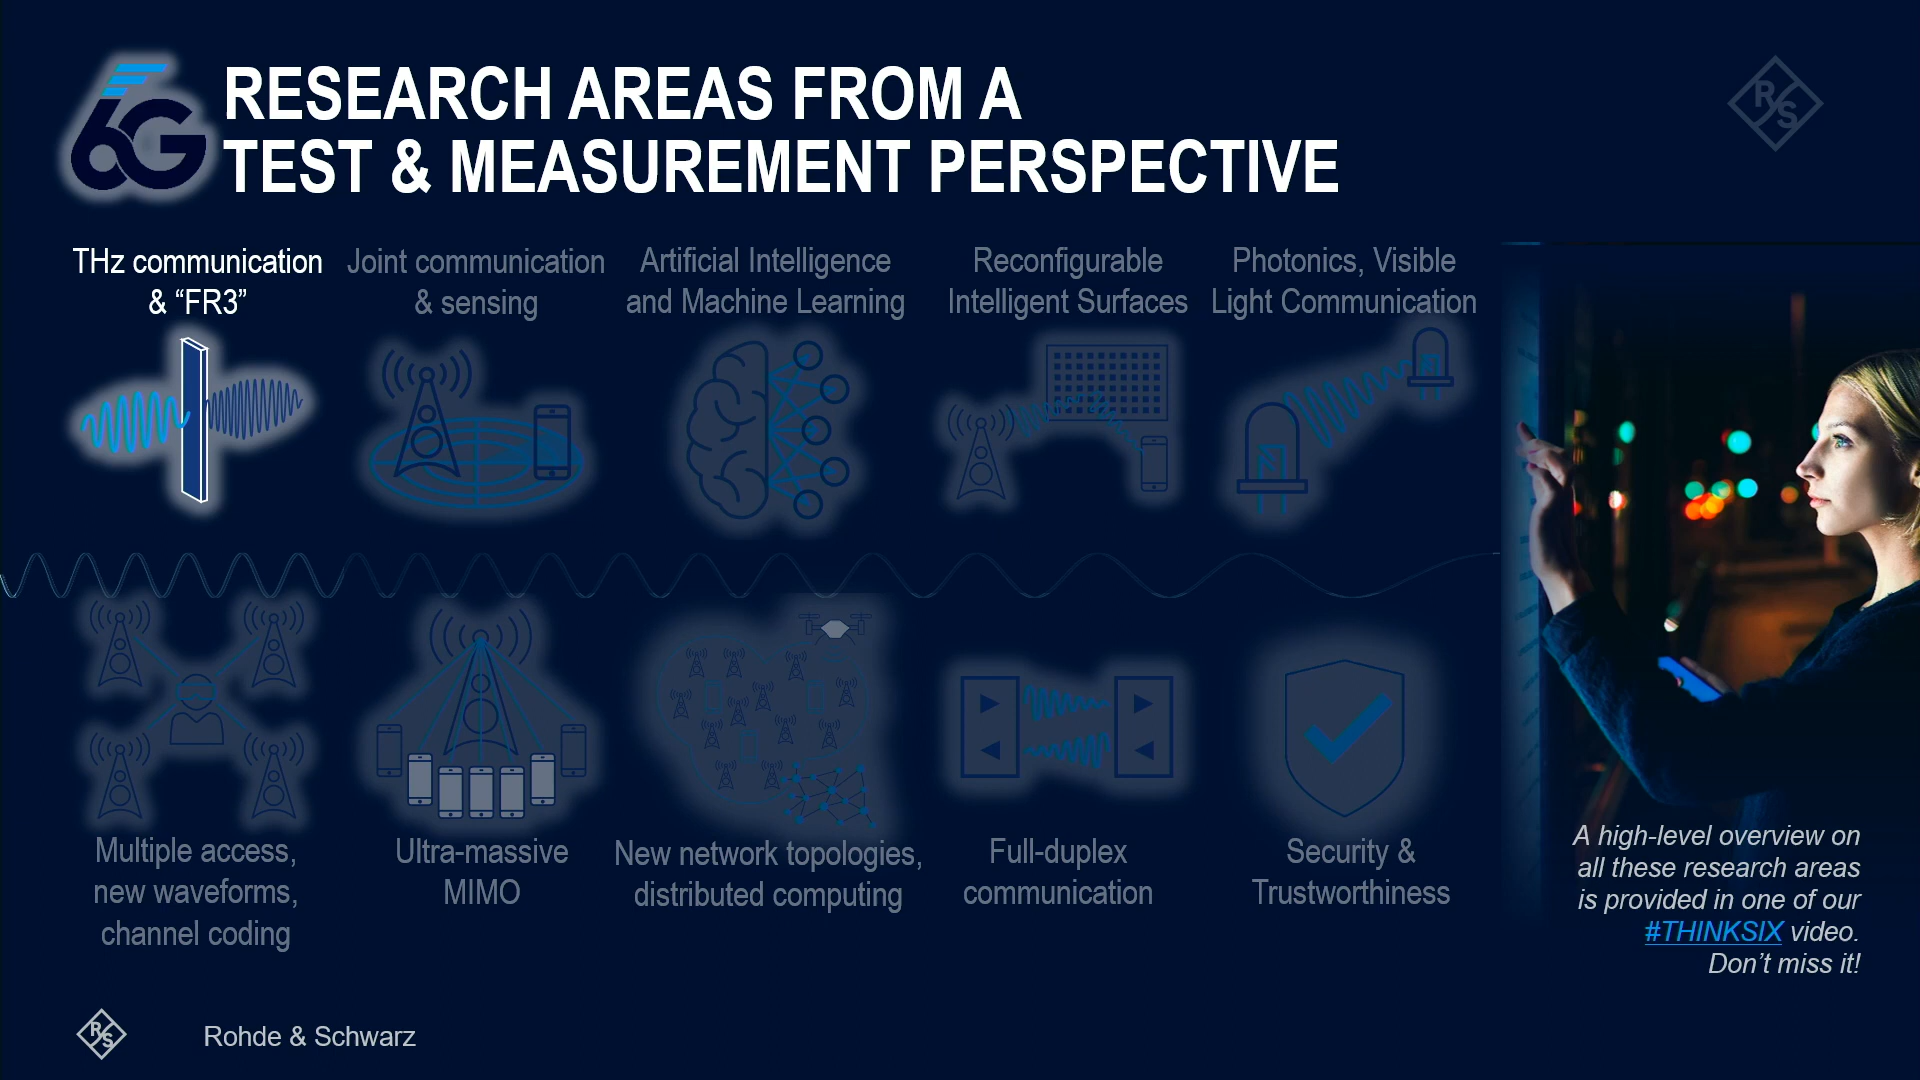 6G RESEARCH AREAS FROM A
TEST & MEASUREMENT PERSPECTIVE
R S
THz communication
& “FR3”
Joint communication
& sensing
Artificial Intelligence
and Machine Learning
Reconfigurable
Intelligent Surfaces
Photonics, Visible
Light Communication
Multiple access,
new waveforms,
channel coding
Ultra-massive
MIMO
New network topologies,
distributed computing
Full-duplex
communication
Security &
Trustworthiness
A high-level overview on
all these research areas
is provided in one of our
#THINKSIX video.
Don’t miss it!
R S
Rohde & Schwarz